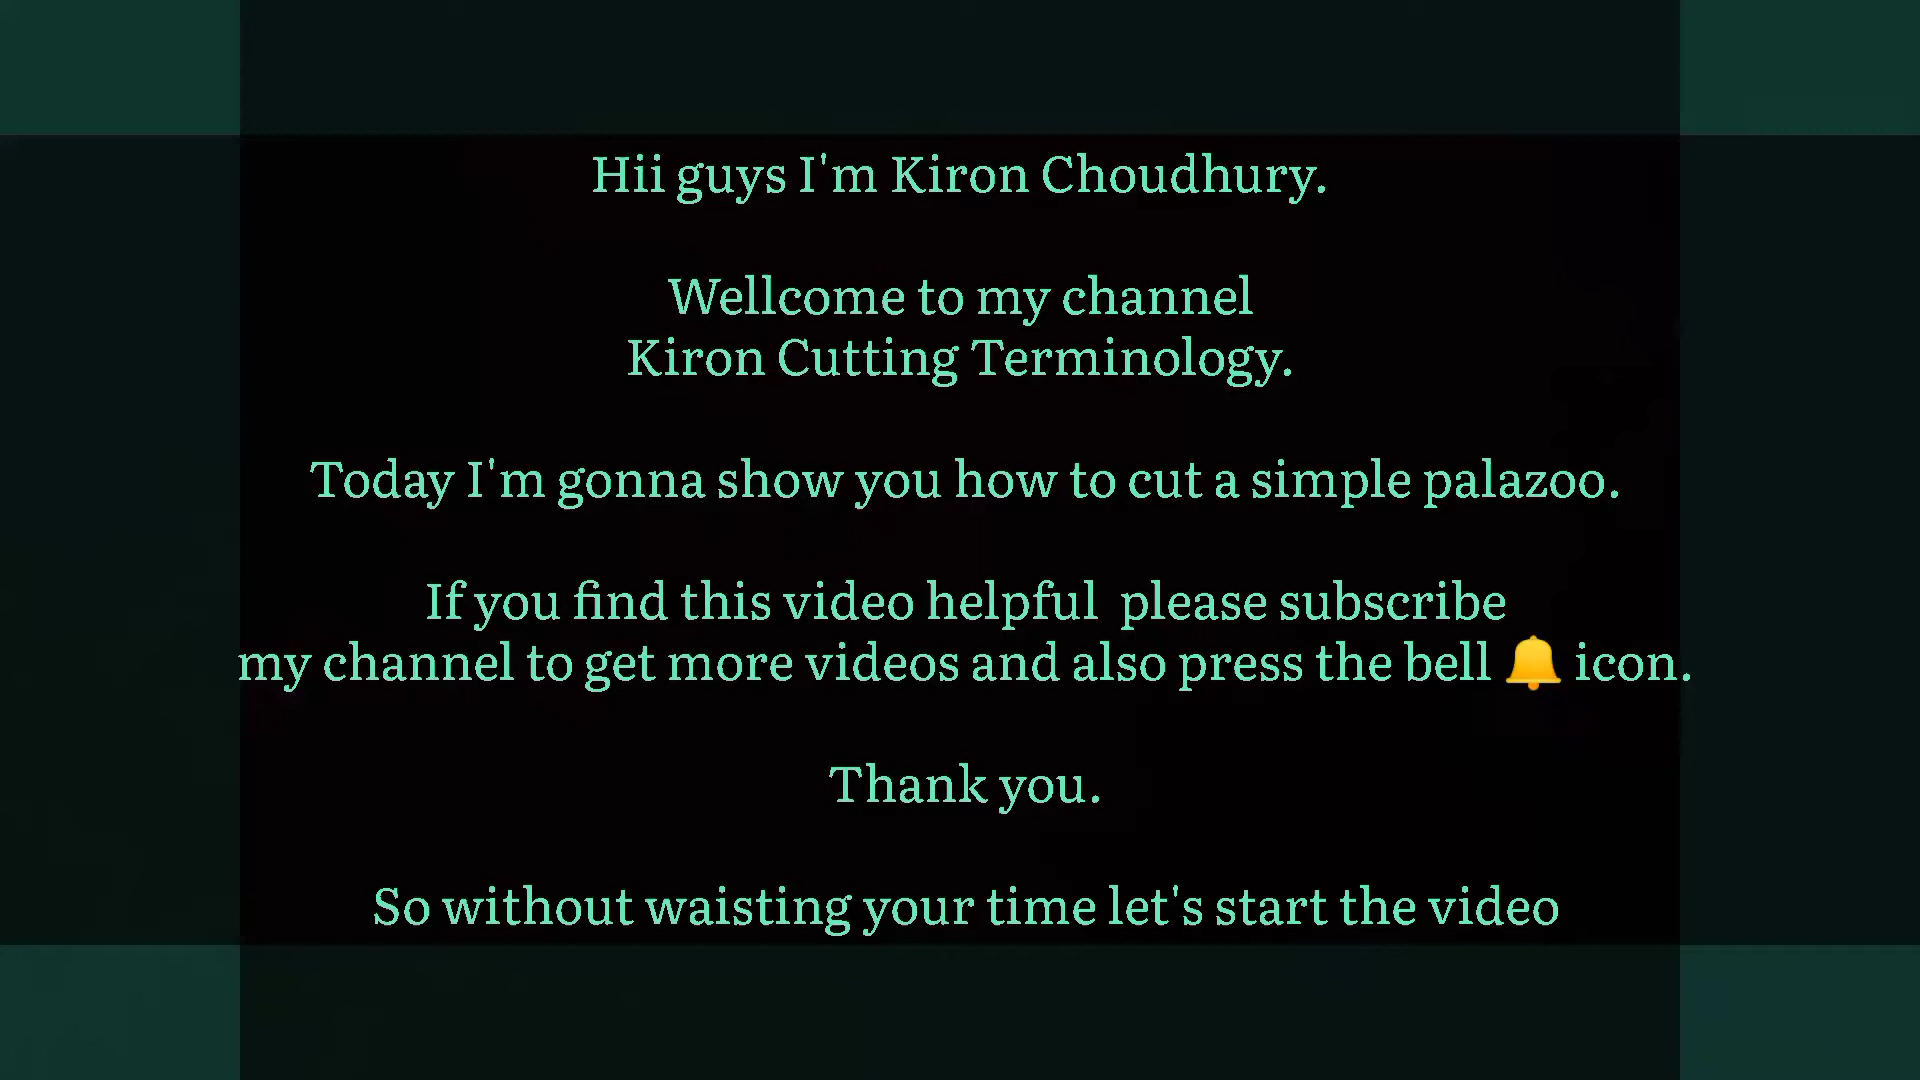 Hii guys I'm Kiron Choudhury.
Wellcome to my channel
Kiron Cutting Terminology.
Today I'm gonna show you how to cut a simple palazoo.
If you find this video helpful  please subscribe
my channel to get more videos and also press the bell 🔔 icon.
Thank you.
So without waisting your time let's start the video